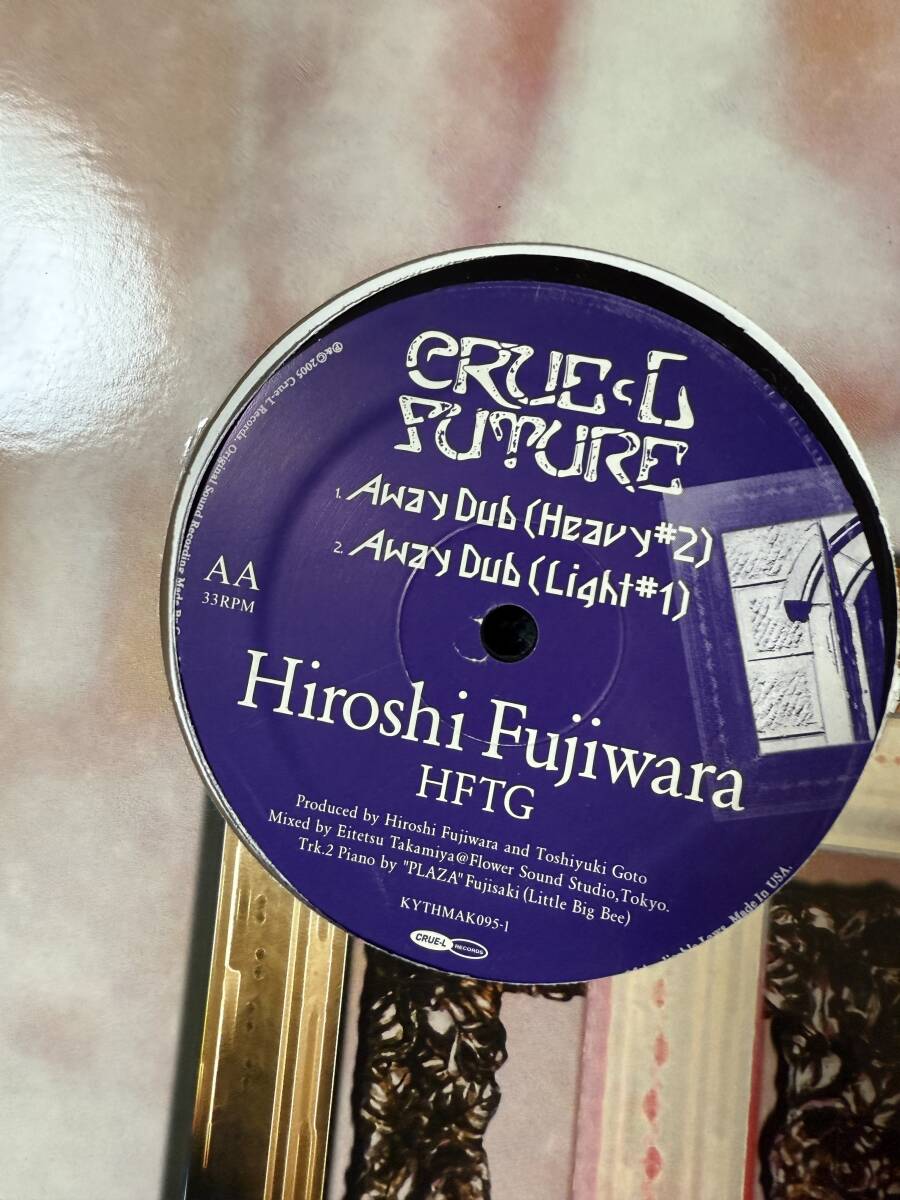 CRUE-L
FUTURE
1. Away Dub (Heavy#2)
2. Away Dub (Light#1)
AA
33RPM
Hiroshi Fujiwara
HFTG
Produced by Hiroshi Fujiwara and Toshiyuki Goto
Mixed by Eitetsu Takamiya@Flower Sound Studio, Tokyo.
Trk.2 Piano by "PLAZA" Fujisaki (Little Big Bee)
KYTHMAK095-1
CRUE-L RECORDS
℗&©2005 Crue-L Records. Original Sound Recording Made
Laws. Made In USA.